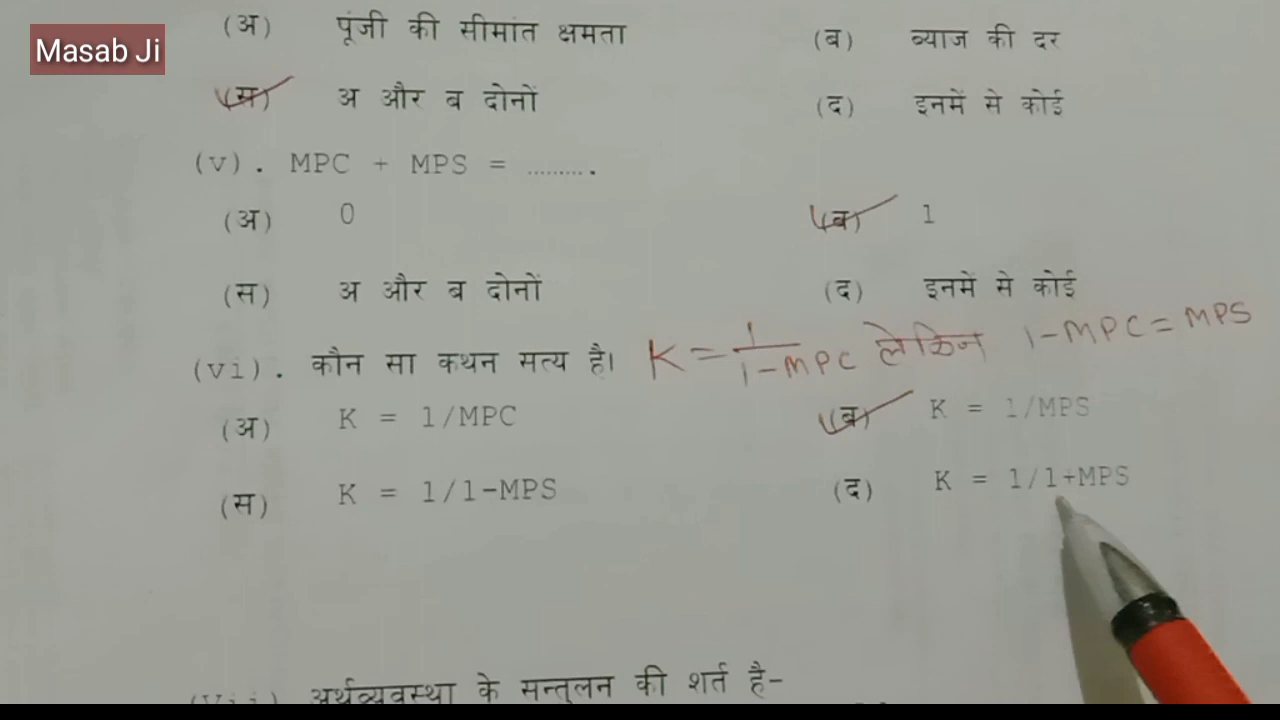 Masab Ji
(अ) पूंजी की सीमांत क्षमता (ब) ब्याज की दर
(स) अ और ब दोनों (द) इनमें से कोई
(v). MPC + MPS = ..........
(अ) 0 (ब) 1
(स) अ और ब दोनों (द) इनमें से कोई
(vi). कौन सा कथन सत्य है। K = 1/1-MPC लेकिन 1-MPC = MPS
(अ) K = 1/MPC (ब) K = 1/MPS
(स) K = 1/1-MPS (द) K = 1/1+MPS
(vii) अर्थव्यवस्था के सन्तुलन की शर्त है-